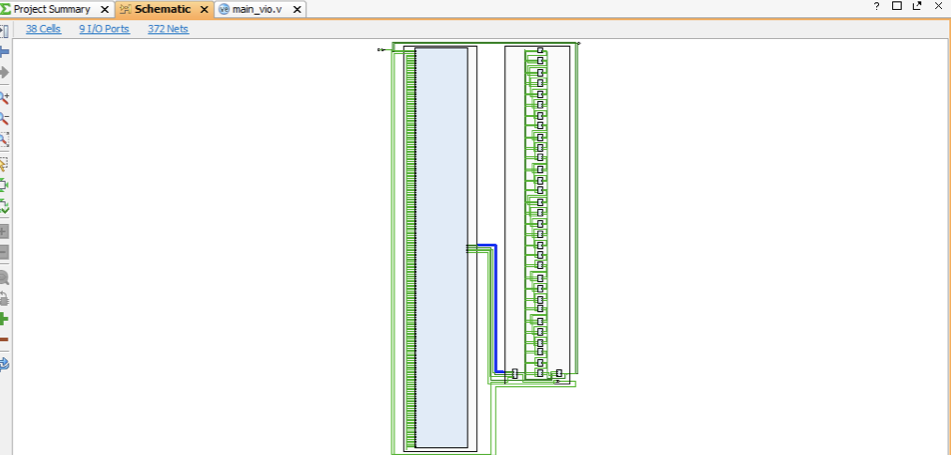 Project Summary Schematic main_vio.v
38 Cells 9 I/O Ports 372 Nets